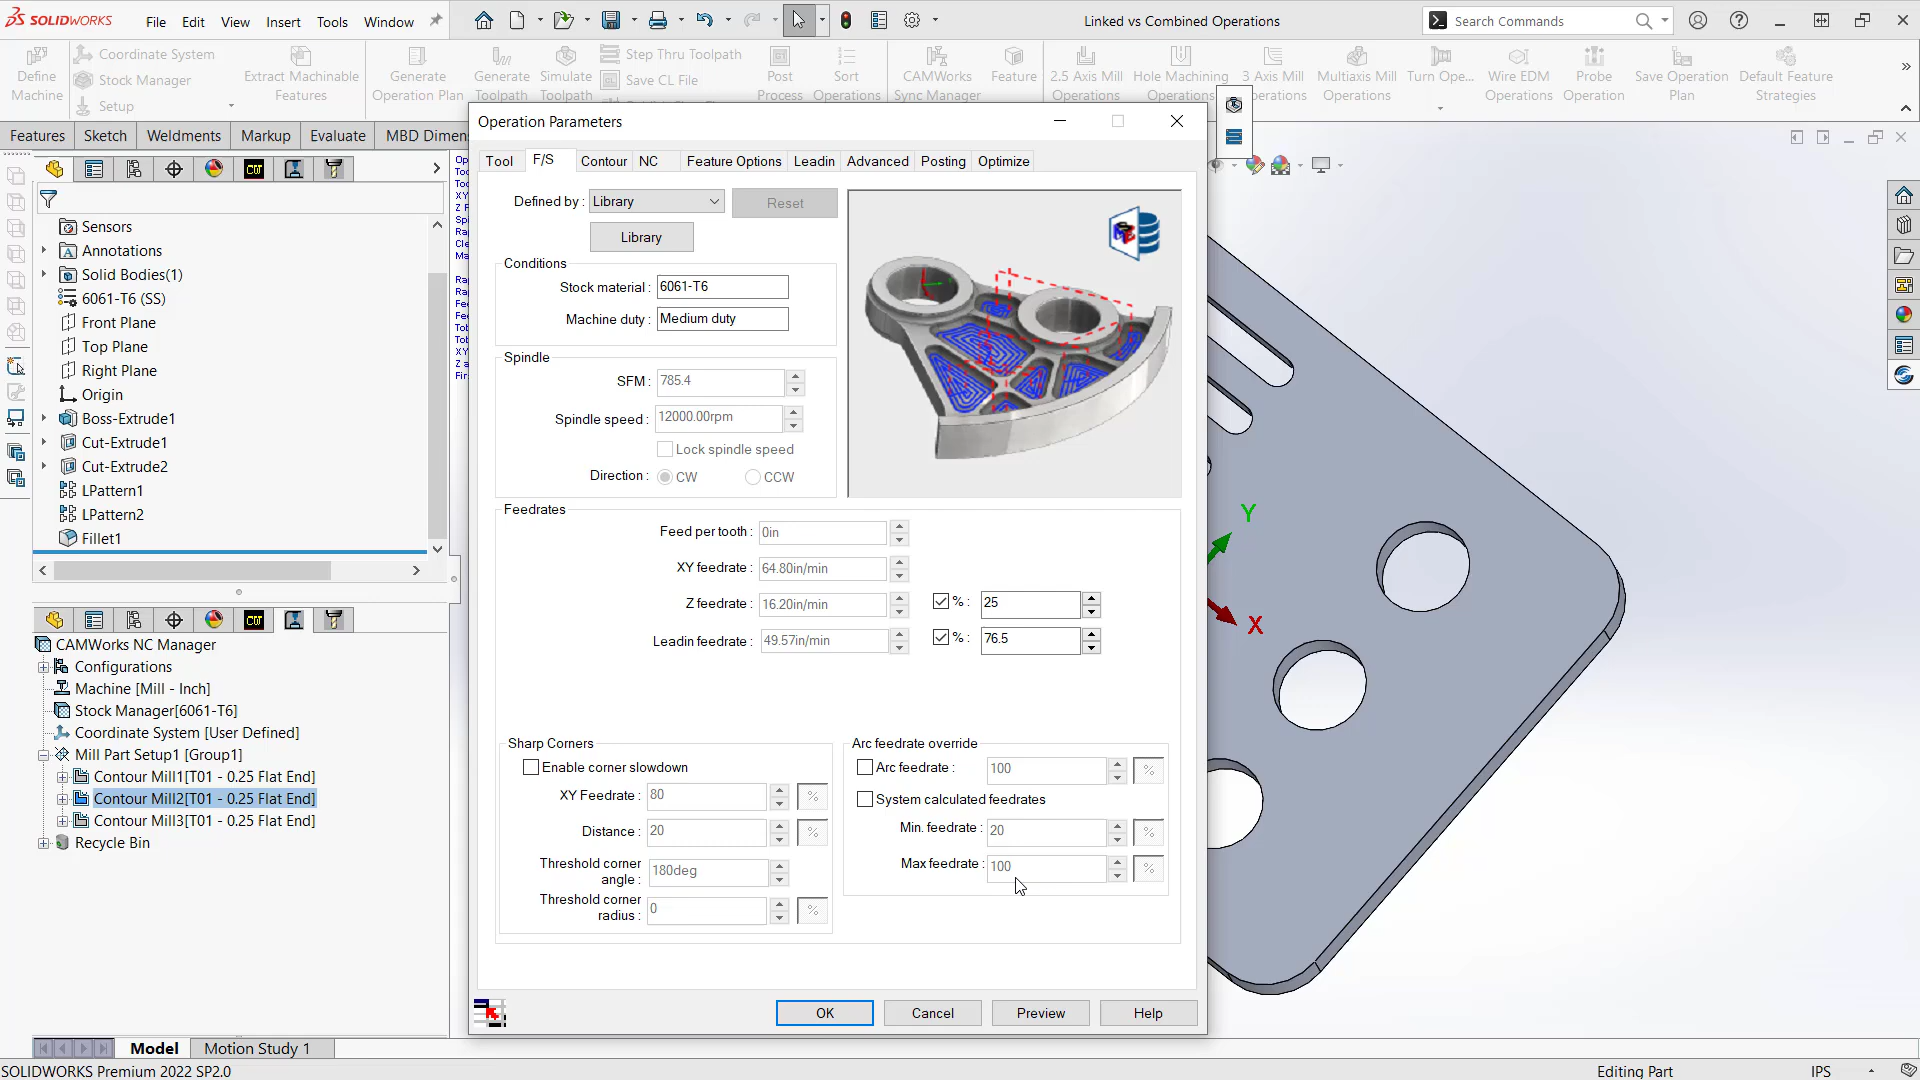 SOLIDWORKS File Edit View Insert Tools Window Linked vs Combined Operations Search Commands
Define Machine
Coordinate System
Stock Manager
Setup
Extract Machinable Features
Generate Operation Plan
Generate Toolpath
Simulate Toolpath
Step Thru Toolpath
Save CL File
Post Process
Sort Operations
CAMWorks Sync Manager
Feature
2.5 Axis Mill Operations
Hole Machining Operations
3 Axis Mill Operations
Multiaxis Mill Operations
Turn Ope...
Wire EDM Operations
Probe Operation
Save Operation Plan
Default Feature Strategies
Features Sketch Weldments Markup Evaluate MBD Dimen
Sensors
Annotations
Solid Bodies(1)
6061-T6 (SS)
Front Plane
Top Plane
Right Plane
Origin
Boss-Extrude1
Cut-Extrude1
Cut-Extrude2
LPattern1
LPattern2
Fillet1
CAMWorks NC Manager
Configurations
Machine [Mill - Inch]
Stock Manager[6061-T6]
Coordinate System [User Defined]
Mill Part Setup1 [Group1]
Contour Mill1[T01 - 0.25 Flat End]
Contour Mill2[T01 - 0.25 Flat End]
Contour Mill3[T01 - 0.25 Flat End]
Recycle Bin
Operation Parameters
Tool F/S Contour NC Feature Options Leadin Advanced Posting Optimize
Defined by : Library Reset
Library
Conditions
Stock material : 6061-T6
Machine duty : Medium duty
Spindle
SFM : 785.4
Spindle speed : 12000.00rpm
Lock spindle speed
Direction : CW CCW
Feedrates
Feed per tooth : 0in
XY feedrate : 64.80in/min
Z feedrate : 16.20in/min % : 25
Leadin feedrate : 49.57in/min % : 76.5
Sharp Corners
Enable corner slowdown
XY Feedrate : 80 %
Distance : 20 %
Threshold corner angle : 180deg
Threshold corner radius : 0 %
Arc feedrate override
Arc feedrate : 100 %
System calculated feedrates
Min. feedrate : 20 %
Max feedrate : 100 %
OK Cancel Preview Help
Y
X
Model Motion Study 1
SOLIDWORKS Premium 2022 SP2.0 Editing Part IPS